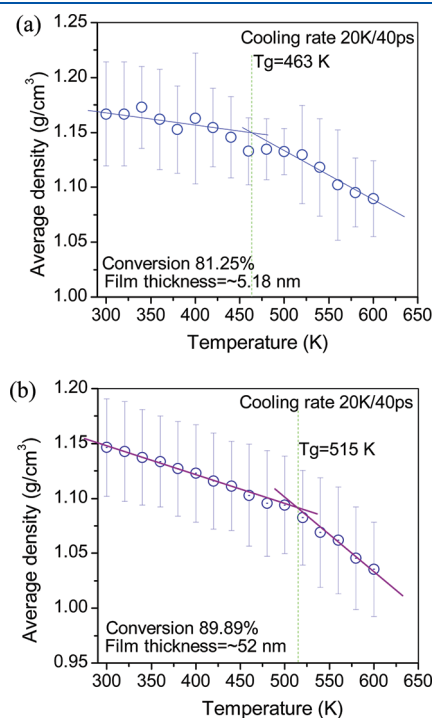 (a)
1.25
Cooling rate 20K/40ps
Tg=463 K
1.20
1.15
1.10
1.05
1.00
Average density (g/cm³)
Conversion 81.25%
Film thickness=~5.18 nm
300 350 400 450 500 550 600 650
Temperature (K)
(b)
1.20
Cooling rate 20K/40ps
Tg=515 K
1.15
1.10
1.05
1.00
0.95
Average density (g/cm³)
Conversion 89.89%
Film thickness=~52 nm
300 350 400 450 500 550 600 650
Temperature (K)